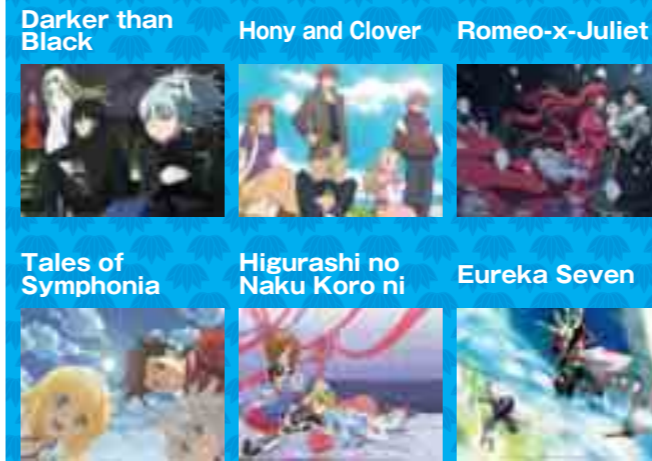 Darker than
Black
Hony and Clover
Romeo-x-Juliet
Tales of
Symphonia
Higurashi no
Naku Koro ni
Eureka Seven